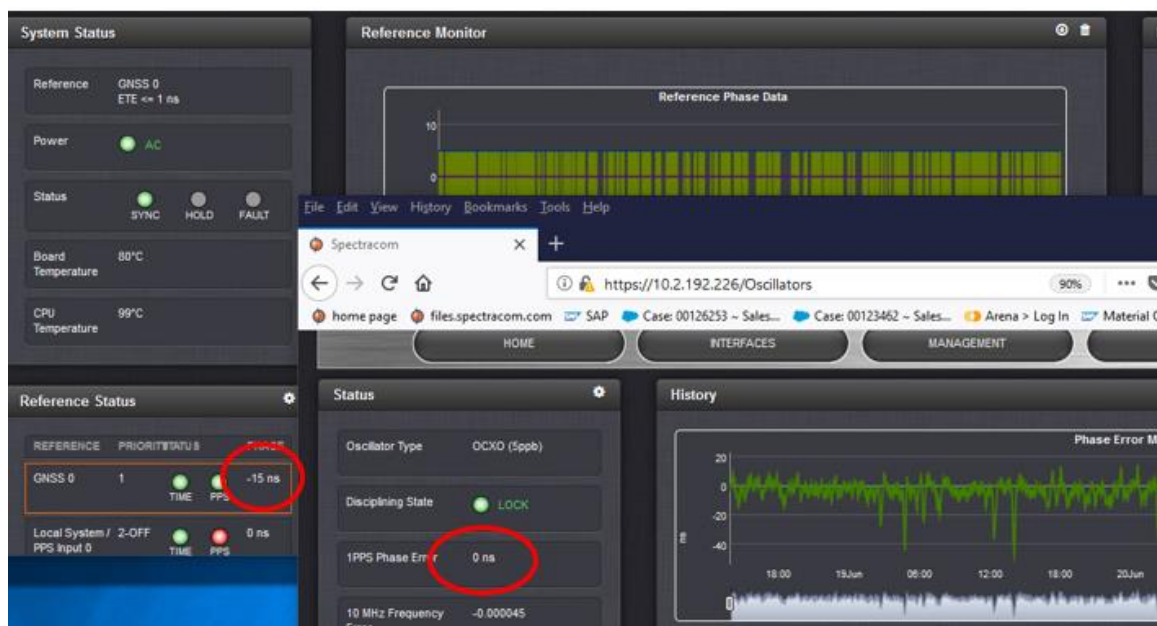 System Status
Reference GNSS 0
ETE <= 1 ns
Power AC
Status
SYNC HOLD FAULT
Board Temperature 80°C
CPU Temperature 99°C
Reference Monitor
Reference Phase Data
10
0
File Edit View History Bookmarks Tools Help
Spectracom
https://10.2.192.226/Oscillators
90%
home page files.spectracom.com SAP Case: 00126253 ~ Sales... Case: 00123462 ~ Sales... Arena > Log In Material
HOME INTERFACES MANAGEMENT
Reference Status
REFERENCE PRIORITY STATUS PHASE
GNSS 0 1 TIME PPS -15 ns
Local System / PPS Input 0 2-OFF TIME PPS 0 ns
Status
Oscillator Type OCXO (5ppb)
Disciplining State LOCK
1PPS Phase Error 0 ns
10 MHz Frequency -0.000045
History
Phase Error M
20
0
-20
-40
ns
18:00 19Jun 06:00 12:00 18:00 20Jun
0